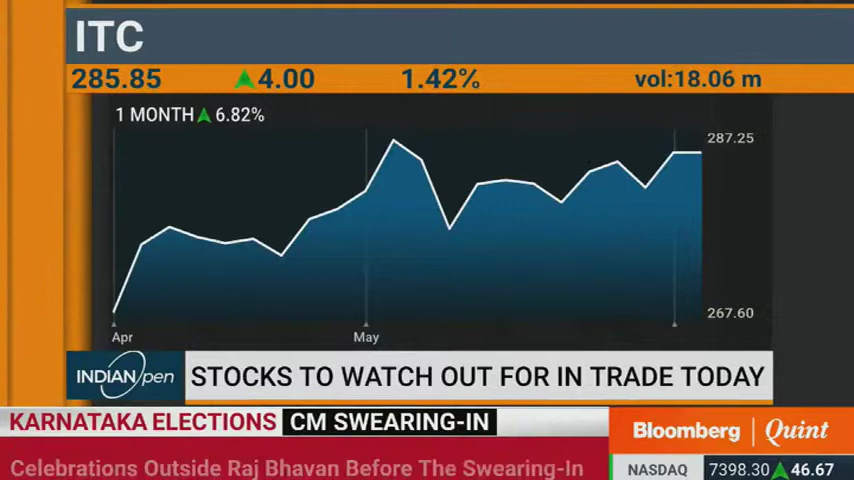 ITC
285.85 4.00 1.42% vol:18.06 m
1 MONTH 6.82%
287.25
267.60
Apr May
INDIAN open STOCKS TO WATCH OUT FOR IN TRADE TODAY
KARNATAKA ELECTIONS CM SWEARING-IN
Bloomberg | Quint
Celebrations Outside Raj Bhavan Before The Swearing-In
NASDAQ 7398.30 46.67